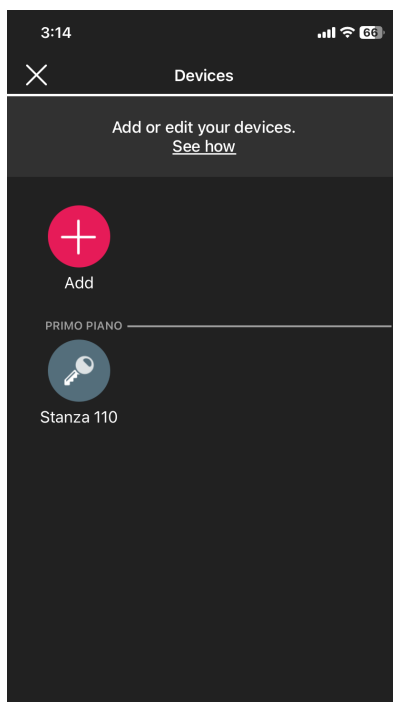 3:14
66
Devices
Add or edit your devices.
See how
Add
PRIMO PIANO
Stanza 110